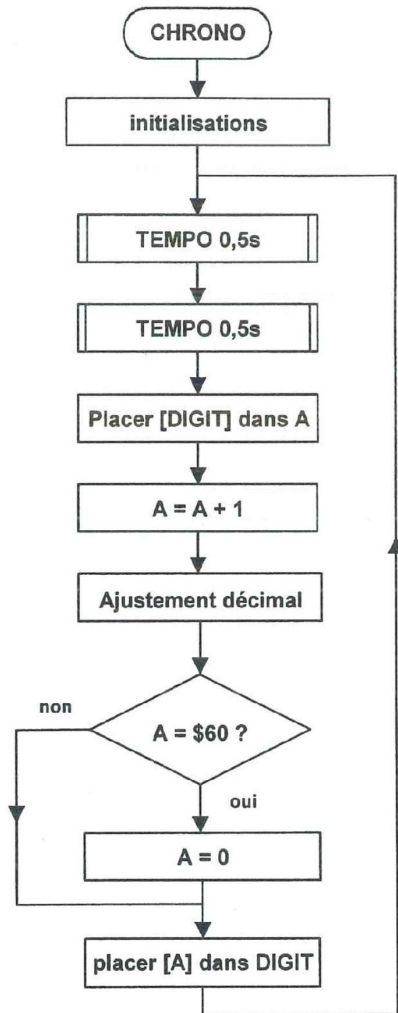 CHRONO
initialisations
TEMPO 0,5s
TEMPO 0,5s
Placer [DIGIT] dans A
A = A + 1
Ajustement décimal
non
A = $60 ?
oui
A = 0
placer [A] dans DIGIT